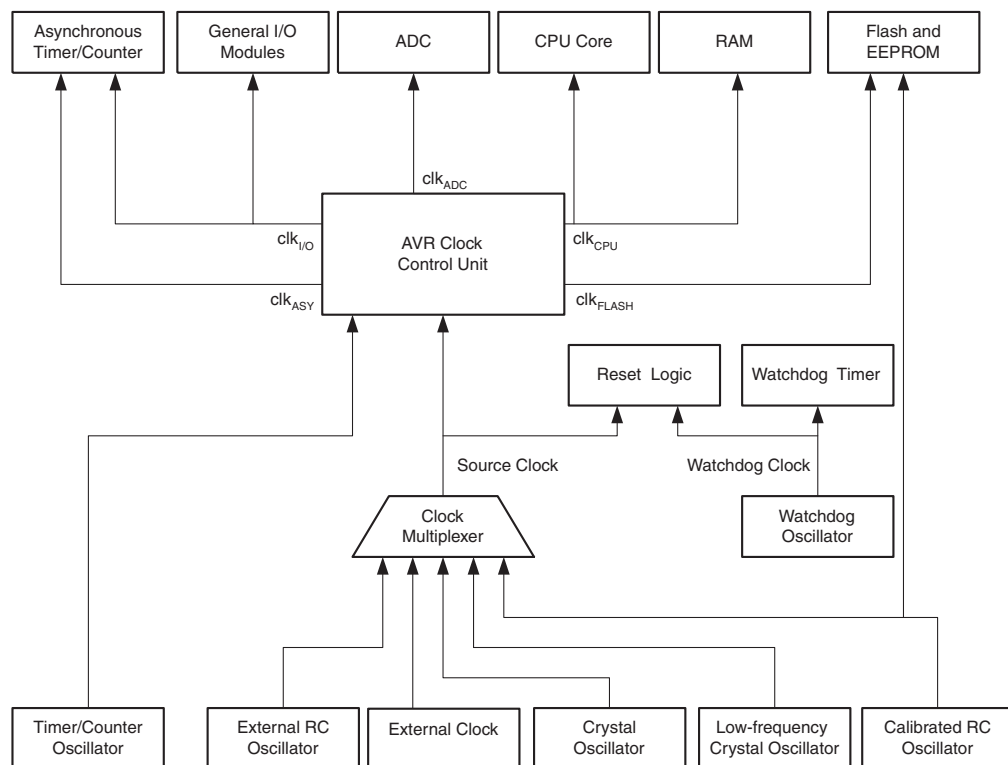 Asynchronous
Timer/Counter
General I/O
Modules
ADC
CPU Core
RAM
Flash and
EEPROM
clkADC
clkI/O
AVR Clock
Control Unit
clkCPU
clkASY
clkFLASH
Reset Logic
Watchdog Timer
Source Clock
Watchdog Clock
Clock
Multiplexer
Watchdog
Oscillator
Timer/Counter
Oscillator
External RC
Oscillator
External Clock
Crystal
Oscillator
Low-frequency
Crystal Oscillator
Calibrated RC
Oscillator